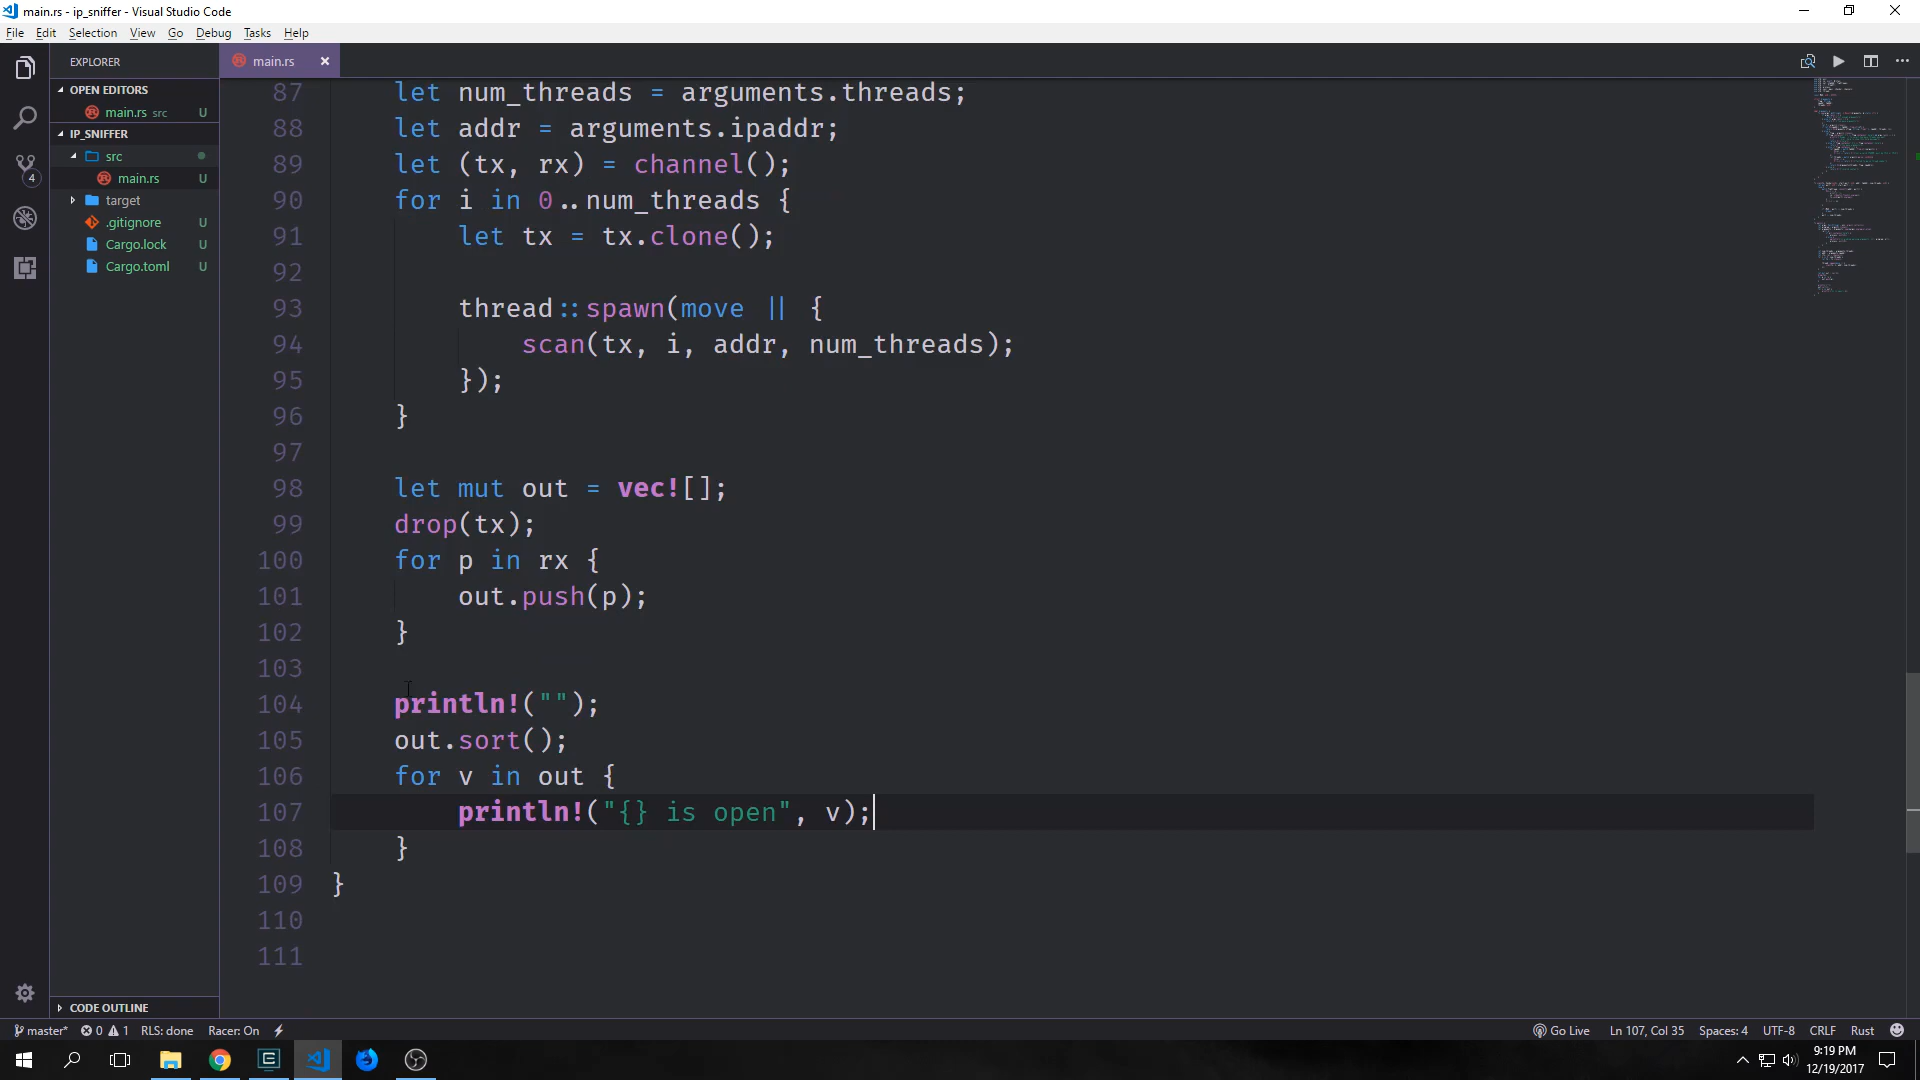 main.rs - ip_sniffer - Visual Studio Code
File Edit Selection View Go Debug Tasks Help
EXPLORER
main.rs
OPEN EDITORS
main.rs src U
IP_SNIFFER
src
main.rs U
target
.gitignore U
Cargo.lock U
Cargo.toml U
4
87 let num_threads = arguments.threads;
88 let addr = arguments.ipaddr;
89 let (tx, rx) = channel();
90 for i in 0..num_threads {
91 let tx = tx.clone();
92
93 thread::spawn(move || {
94 scan(tx, i, addr, num_threads);
95 });
96 }
97
98 let mut out = vec![];
99 drop(tx);
100 for p in rx {
101 out.push(p);
102 }
103
104 println!("");
105 out.sort();
106 for v in out {
107 println!("{} is open", v);
108 }
109 }
110
111
CODE OUTLINE
master* 0 1 RLS: done Racer: On Go Live Ln 107, Col 35 Spaces: 4 UTF-8 CRLF Rust
9:19 PM
12/19/2017